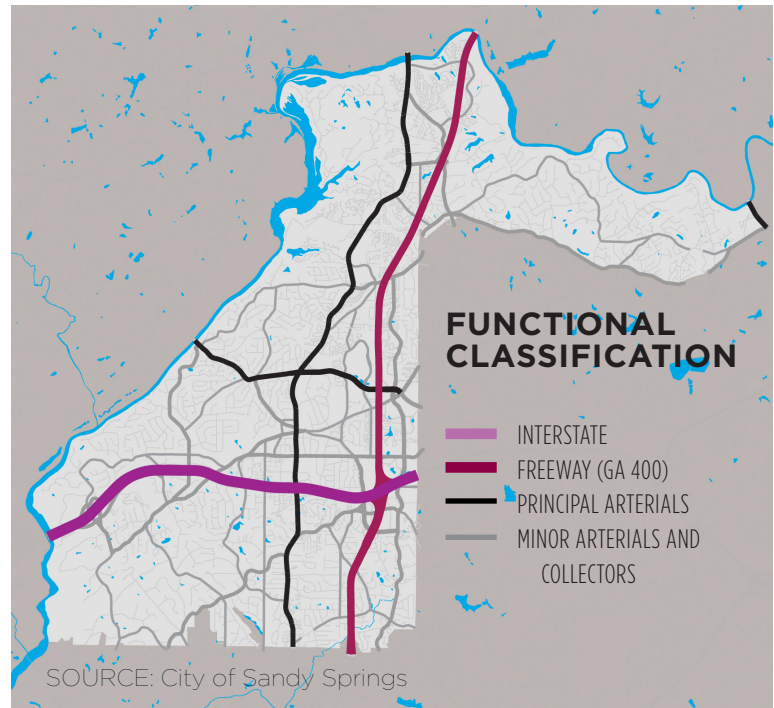 FUNCTIONAL
CLASSIFICATION
INTERSTATE
FREEWAY (GA 400)
PRINCIPAL ARTERIALS
MINOR ARTERIALS AND
COLLECTORS
SOURCE: City of Sandy Springs